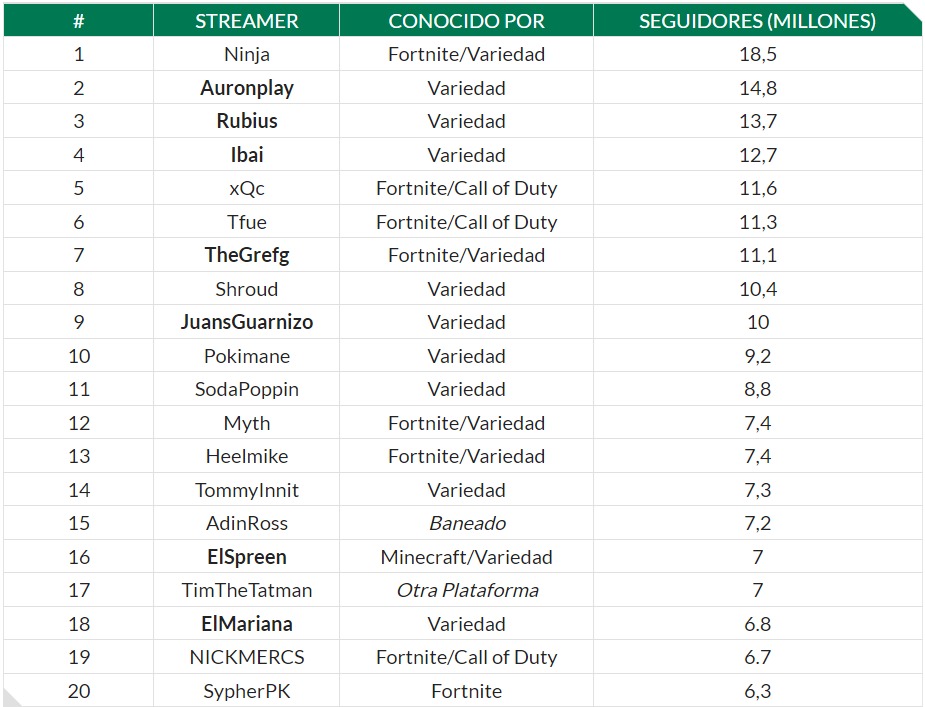 # STREAMER CONOCIDO POR SEGUIDORES (MILLONES)
1 Ninja Fortnite/Variedad 18,5
2 Auronplay Variedad 14,8
3 Rubius Variedad 13,7
4 Ibai Variedad 12,7
5 xQc Fortnite/Call of Duty 11,6
6 Tfue Fortnite/Call of Duty 11,3
7 TheGrefg Fortnite/Variedad 11,1
8 Shroud Variedad 10,4
9 JuansGuarnizo Variedad 10
10 Pokimane Variedad 9,2
11 SodaPoppin Variedad 8,8
12 Myth Fortnite/Variedad 7,4
13 Heelmike Fortnite/Variedad 7,4
14 TommyInnit Variedad 7,3
15 AdinRoss Baneado 7,2
16 ElSpreen Minecraft/Variedad 7
17 TimTheTatman Otra Plataforma 7
18 ElMariana Variedad 6.8
19 NICKMERCS Fortnite/Call of Duty 6.7
20 SypherPK Fortnite 6,3